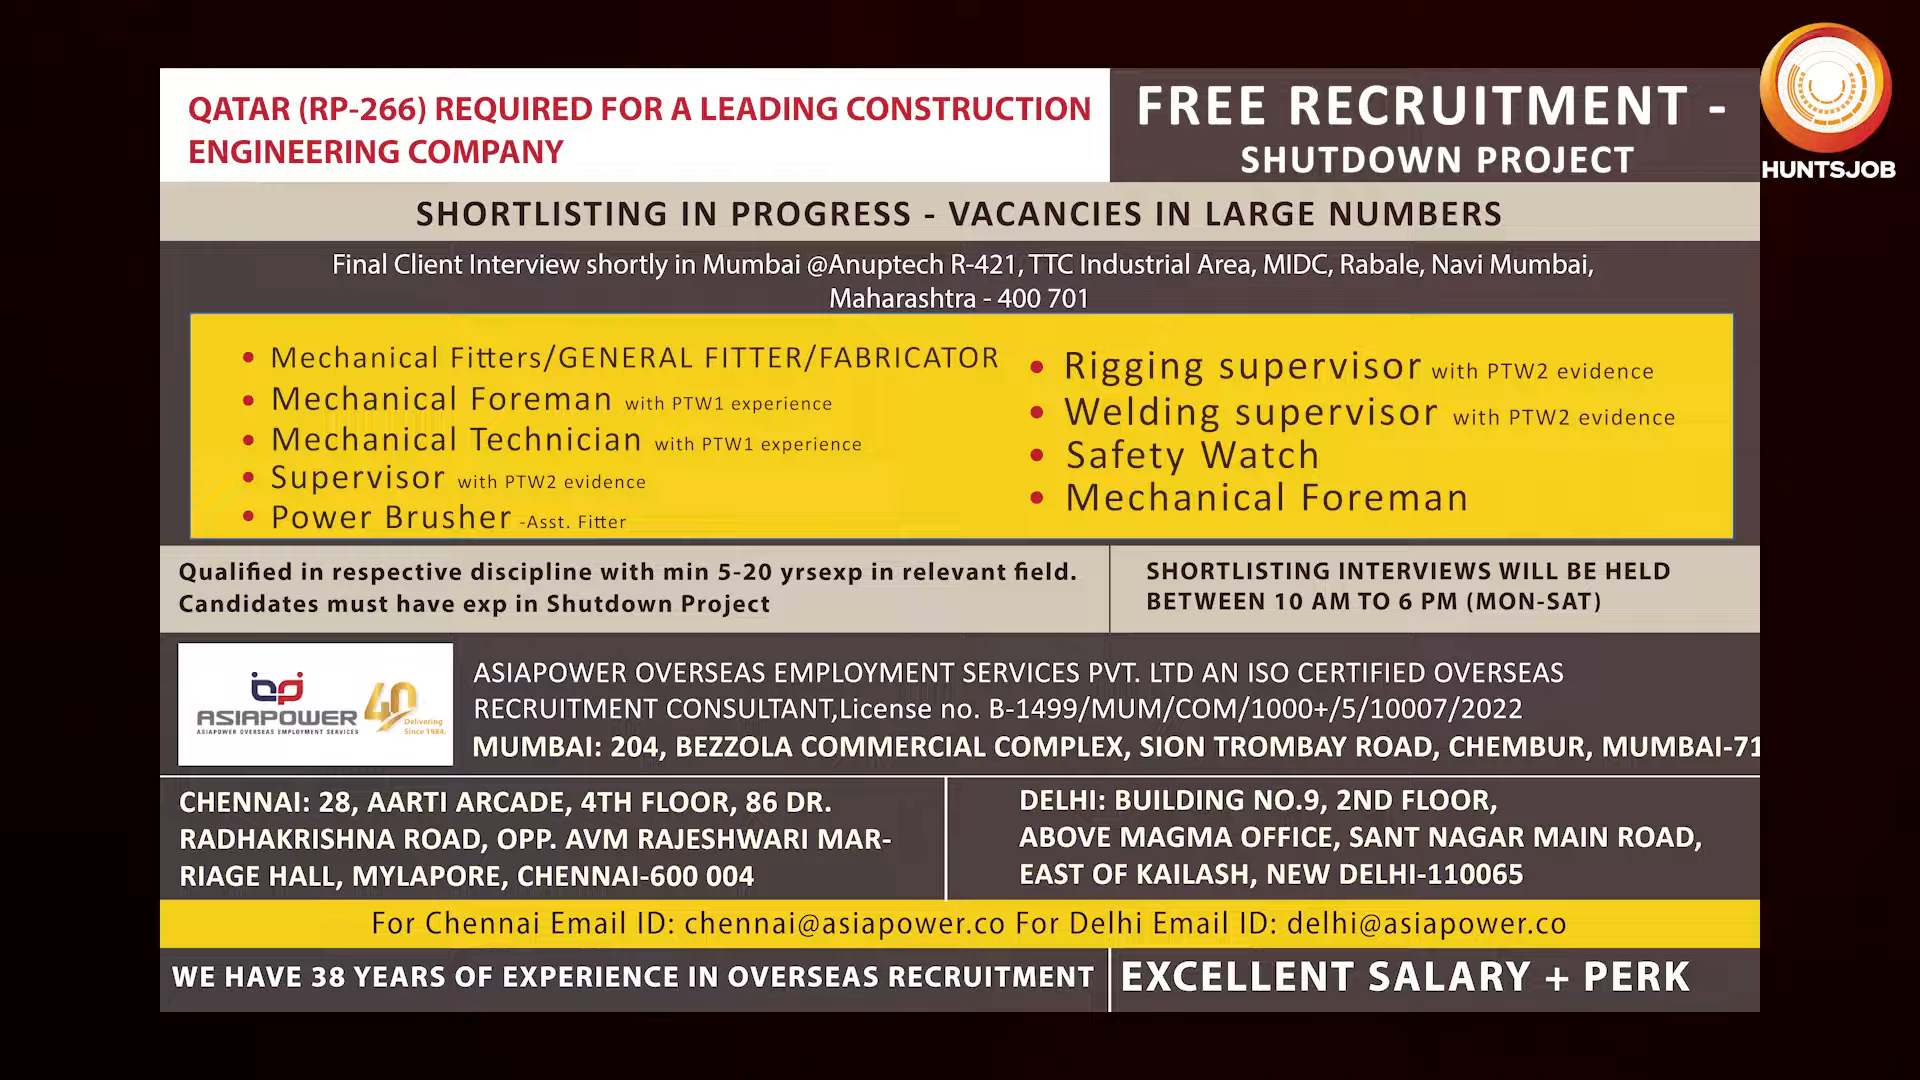 QATAR (RP-266) REQUIRED FOR A LEADING CONSTRUCTION
ENGINEERING COMPANY
FREE RECRUITMENT -
SHUTDOWN PROJECT
HUNTSJOB
SHORTLISTING IN PROGRESS - VACANCIES IN LARGE NUMBERS
Final Client Interview shortly in Mumbai @Anuptech R-421, TTC Industrial Area, MIDC, Rabale, Navi Mumbai,
Maharashtra - 400 701
• Mechanical Fitters/GENERAL FITTER/FABRICATOR
• Mechanical Foreman with PTW1 experience
• Mechanical Technician with PTW1 experience
• Supervisor with PTW2 evidence
• Power Brusher -Asst. Fitter
• Rigging supervisor with PTW2 evidence
• Welding supervisor with PTW2 evidence
• Safety Watch
• Mechanical Foreman
Qualified in respective discipline with min 5-20 yrsexp in relevant field.
Candidates must have exp in Shutdown Project
SHORTLISTING INTERVIEWS WILL BE HELD
BETWEEN 10 AM TO 6 PM (MON-SAT)
ASIAPOWER
ASIAPOWER OVERSEAS EMPLOYMENT SERVICES
40
Delivering
Since 1984.
ASIAPOWER OVERSEAS EMPLOYMENT SERVICES PVT. LTD AN ISO CERTIFIED OVERSEAS
RECRUITMENT CONSULTANT,License no. B-1499/MUM/COM/1000+/5/10007/2022
MUMBAI: 204, BEZZOLA COMMERCIAL COMPLEX, SION TROMBAY ROAD, CHEMBUR, MUMBAI-71
CHENNAI: 28, AARTI ARCADE, 4TH FLOOR, 86 DR.
RADHAKRISHNA ROAD, OPP. AVM RAJESHWARI MAR-
RIAGE HALL, MYLAPORE, CHENNAI-600 004
DELHI: BUILDING NO.9, 2ND FLOOR,
ABOVE MAGMA OFFICE, SANT NAGAR MAIN ROAD,
EAST OF KAILASH, NEW DELHI-110065
For Chennai Email ID: chennai@asiapower.co For Delhi Email ID: delhi@asiapower.co
WE HAVE 38 YEARS OF EXPERIENCE IN OVERSEAS RECRUITMENT
EXCELLENT SALARY + PERK